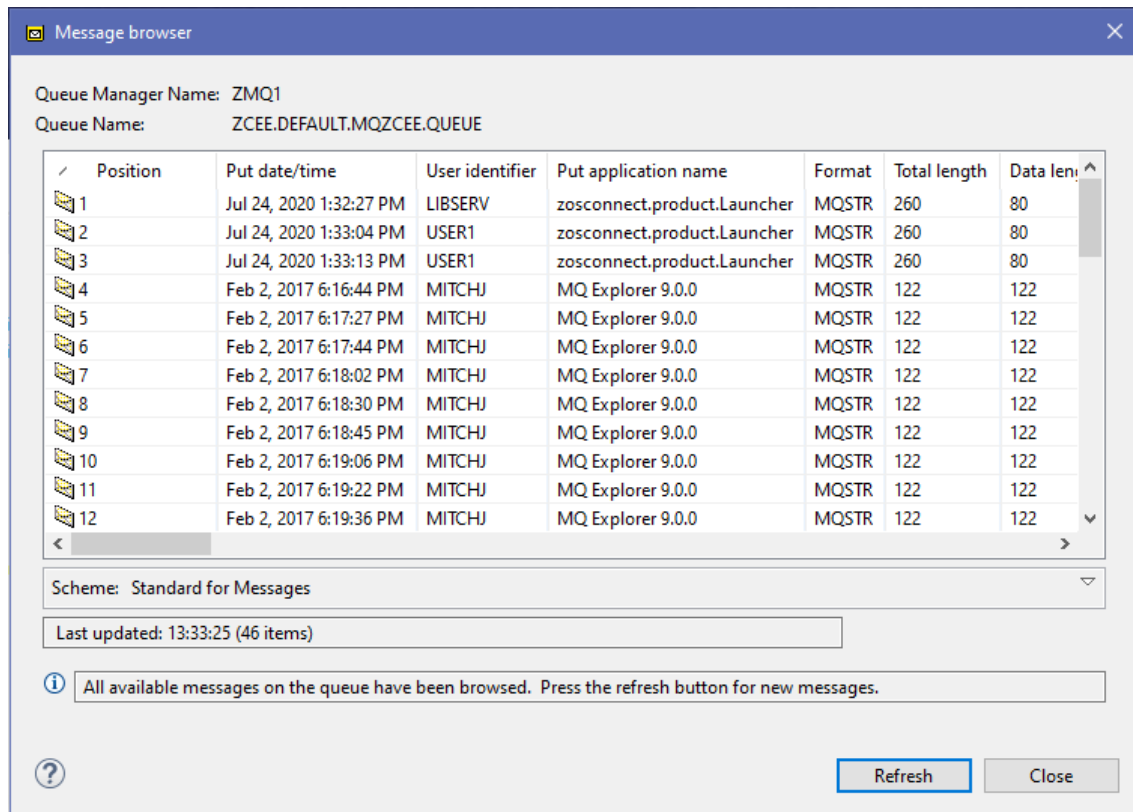 Message browser
Queue Manager Name: ZMQ1
Queue Name: ZCEE.DEFAULT.MQZCEE.QUEUE
Position Put date/time User identifier Put application name Format Total length Data leng
1 Jul 24, 2020 1:32:27 PM LIBSERV zosconnect.product.Launcher MQSTR 260 80
2 Jul 24, 2020 1:33:04 PM USER1 zosconnect.product.Launcher MQSTR 260 80
3 Jul 24, 2020 1:33:13 PM USER1 zosconnect.product.Launcher MQSTR 260 80
4 Feb 2, 2017 6:16:44 PM MITCHJ MQ Explorer 9.0.0 MQSTR 122 122
5 Feb 2, 2017 6:17:27 PM MITCHJ MQ Explorer 9.0.0 MQSTR 122 122
6 Feb 2, 2017 6:17:44 PM MITCHJ MQ Explorer 9.0.0 MQSTR 122 122
7 Feb 2, 2017 6:18:02 PM MITCHJ MQ Explorer 9.0.0 MQSTR 122 122
8 Feb 2, 2017 6:18:30 PM MITCHJ MQ Explorer 9.0.0 MQSTR 122 122
9 Feb 2, 2017 6:18:45 PM MITCHJ MQ Explorer 9.0.0 MQSTR 122 122
10 Feb 2, 2017 6:19:06 PM MITCHJ MQ Explorer 9.0.0 MQSTR 122 122
11 Feb 2, 2017 6:19:22 PM MITCHJ MQ Explorer 9.0.0 MQSTR 122 122
12 Feb 2, 2017 6:19:36 PM MITCHJ MQ Explorer 9.0.0 MQSTR 122 122
Scheme: Standard for Messages
Last updated: 13:33:25 (46 items)
All available messages on the queue have been browsed. Press the refresh button for new messages.
Refresh Close